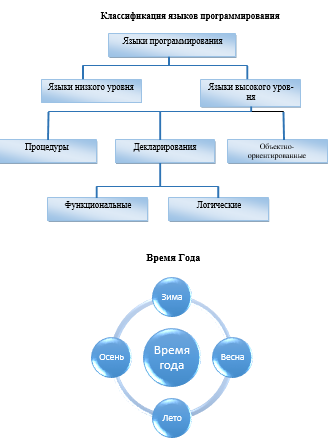 Классификация языков программирования
Языки программирования
Языки низкого уровня
Языки высокого уров-
ня
Процедуры
Декларирования
Объектно-
ориентированные
Функциональные
Логические
Время Года
Зима
Осень
Время
года
Весна
Лето